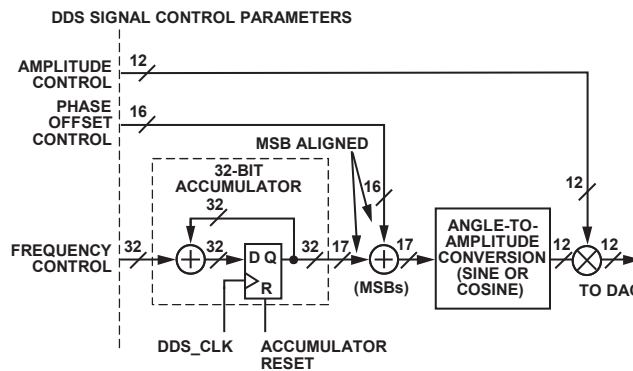 DDS SIGNAL CONTROL PARAMETERS
AMPLITUDE
CONTROL
12
PHASE
OFFSET
CONTROL
16
MSB ALIGNED
32-BIT
ACCUMULATOR
16
12
32
FREQUENCY
CONTROL
32
32
D Q
R
32
17
(MSBs)
17
ANGLE-TO-
AMPLITUDE
CONVERSION
(SINE OR
COSINE)
12
12
TO DAC
DDS_CLK
ACCUMULATOR
RESET